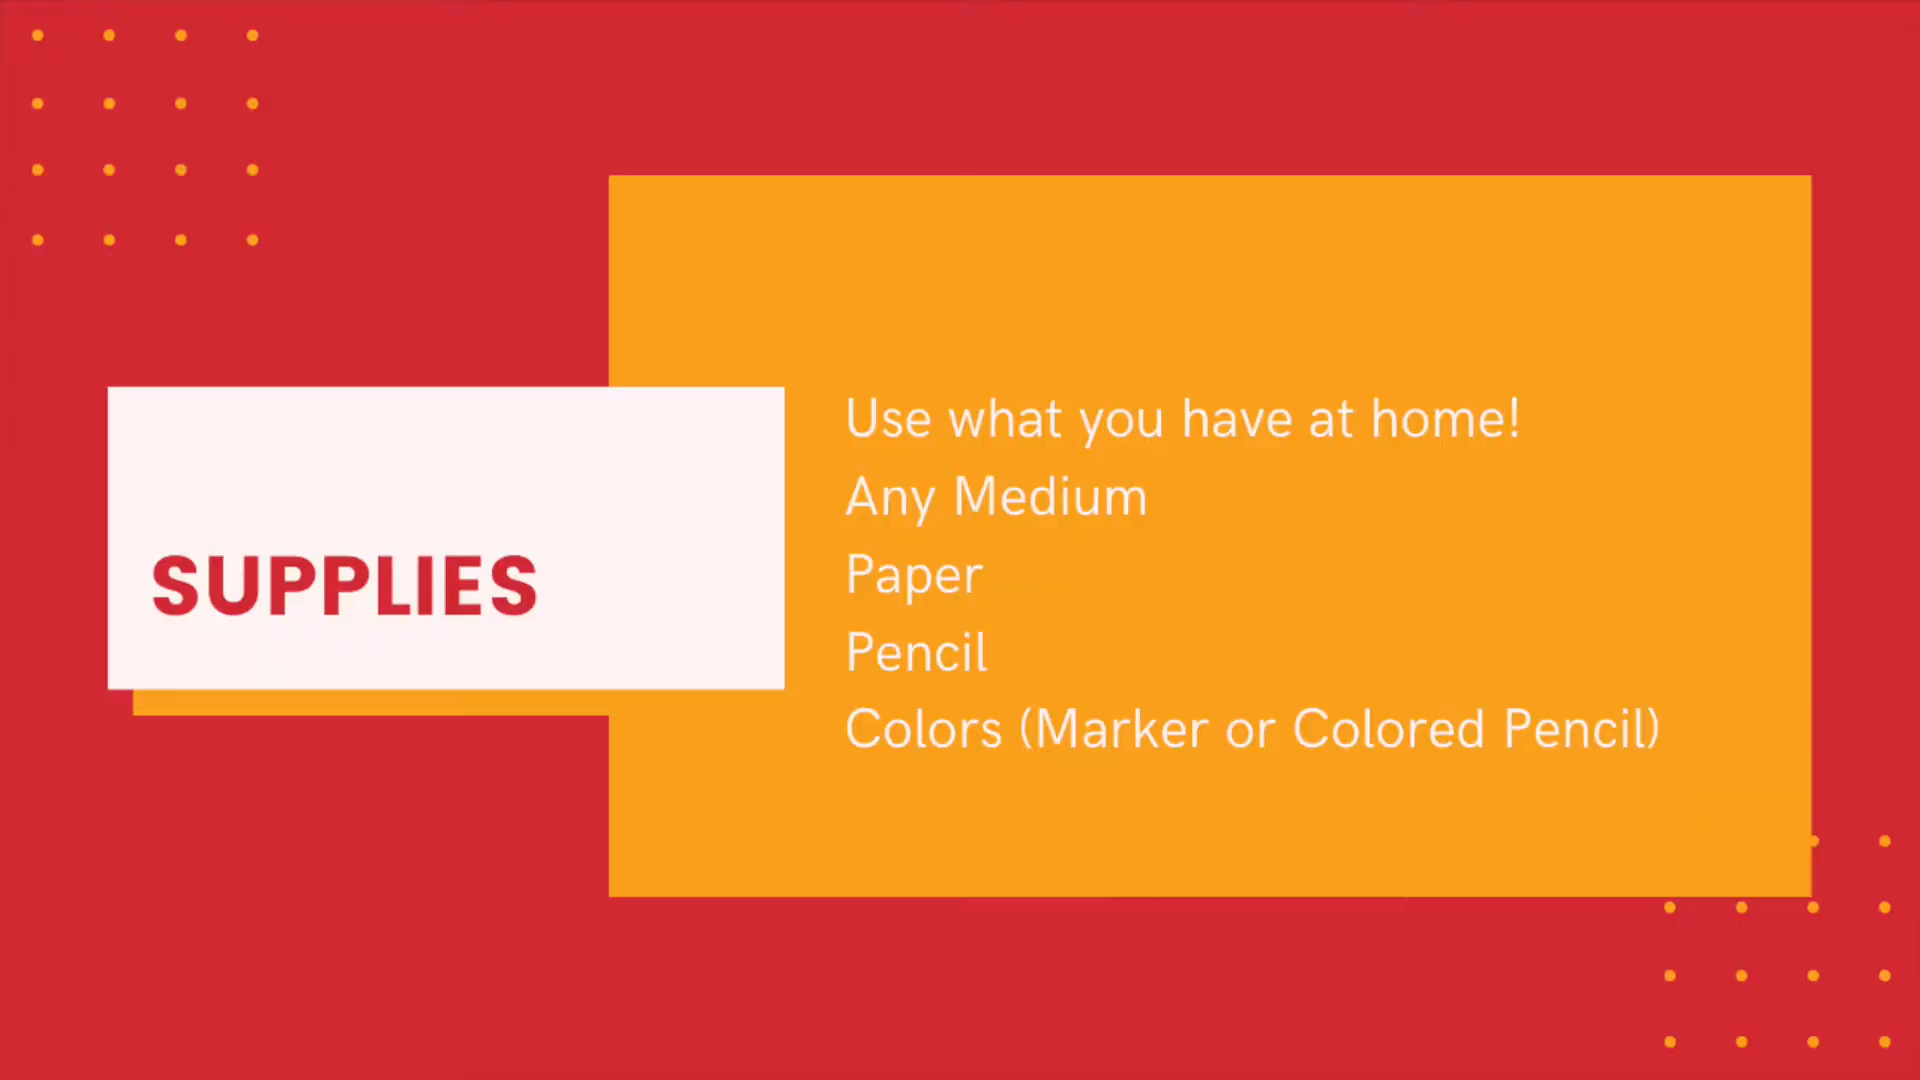 SUPPLIES
Use what you have at home!
Any Medium
Paper
Pencil
Colors (Marker or Colored Pencil)